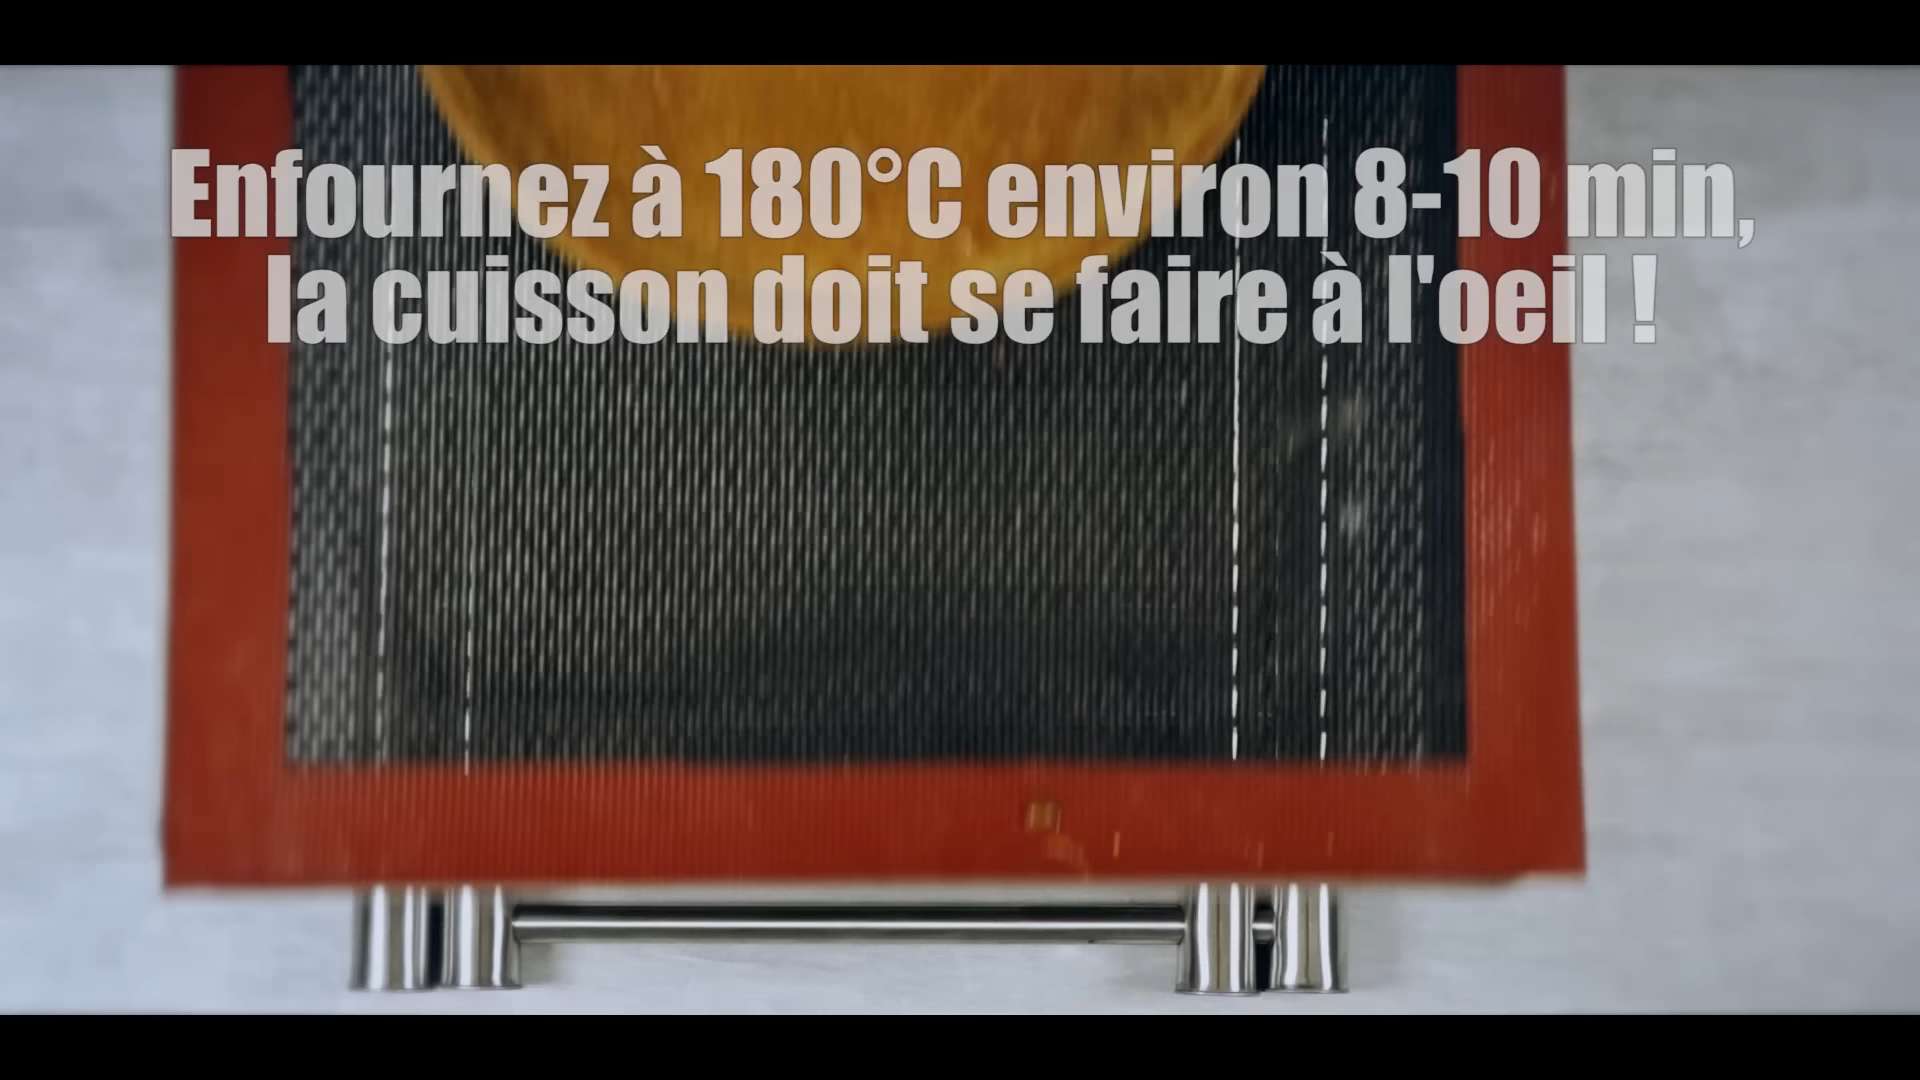 Enfournez à 180°C environ 8-10 min,
la cuisson doit se faire à l'oeil !